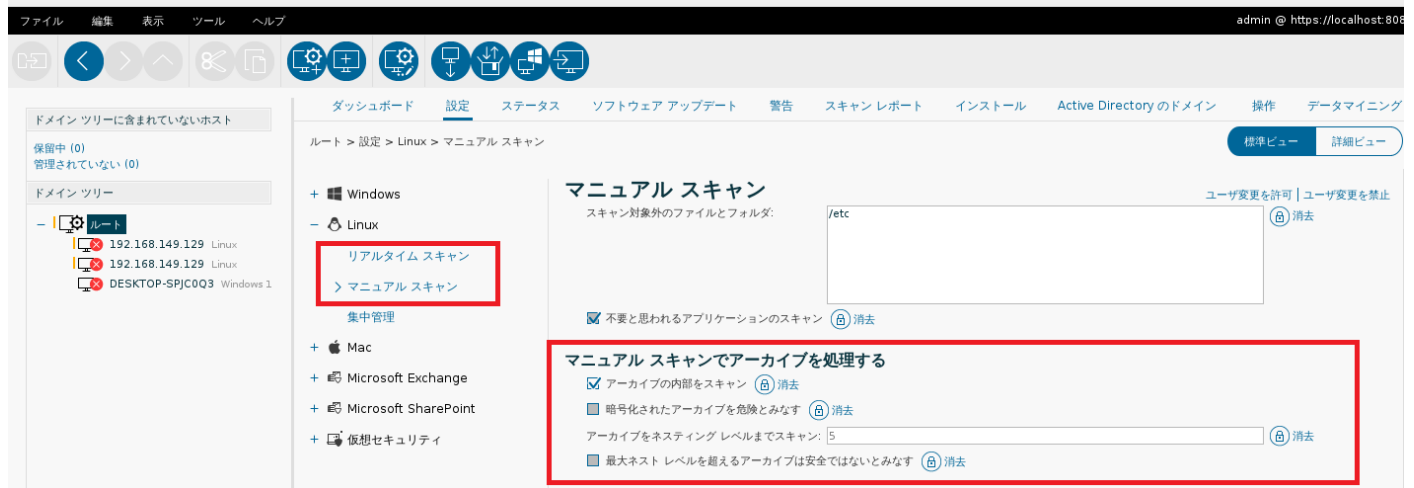 ファイル 編集 表示 ツール ヘルプ admin @ https://localhost:808
ダッシュボード 設定 ステータス ソフトウェア アップデート 警告 スキャン レポート インストール Active Directory のドメイン 操作 データマイニング
ドメイン ツリーに含まれていないホスト
ルート > 設定 > Linux > マニュアル スキャン
標準ビュー 詳細ビュー
保留中 (0)
管理されていない (0)
ドメイン ツリー
ルート
192.168.149.129 Linux
192.168.149.129 Linux
DESKTOP-SPJC0Q3 Windows 1
+ Windows
− Linux
リアルタイム スキャン
> マニュアル スキャン
集中管理
+ Mac
+ Microsoft Exchange
+ Microsoft SharePoint
+ 仮想セキュリティ
マニュアル スキャン
ユーザ変更を許可 | ユーザ変更を禁止
スキャン対象外のファイルとフォルダ: /etc 消去
不要と思われるアプリケーションのスキャン 消去
マニュアル スキャンでアーカイブを処理する
アーカイブの内部をスキャン 消去
暗号化されたアーカイブを危険とみなす 消去
アーカイブをネスティング レベルまでスキャン: 5 消去
最大ネスト レベルを超えるアーカイブは安全ではないとみなす 消去